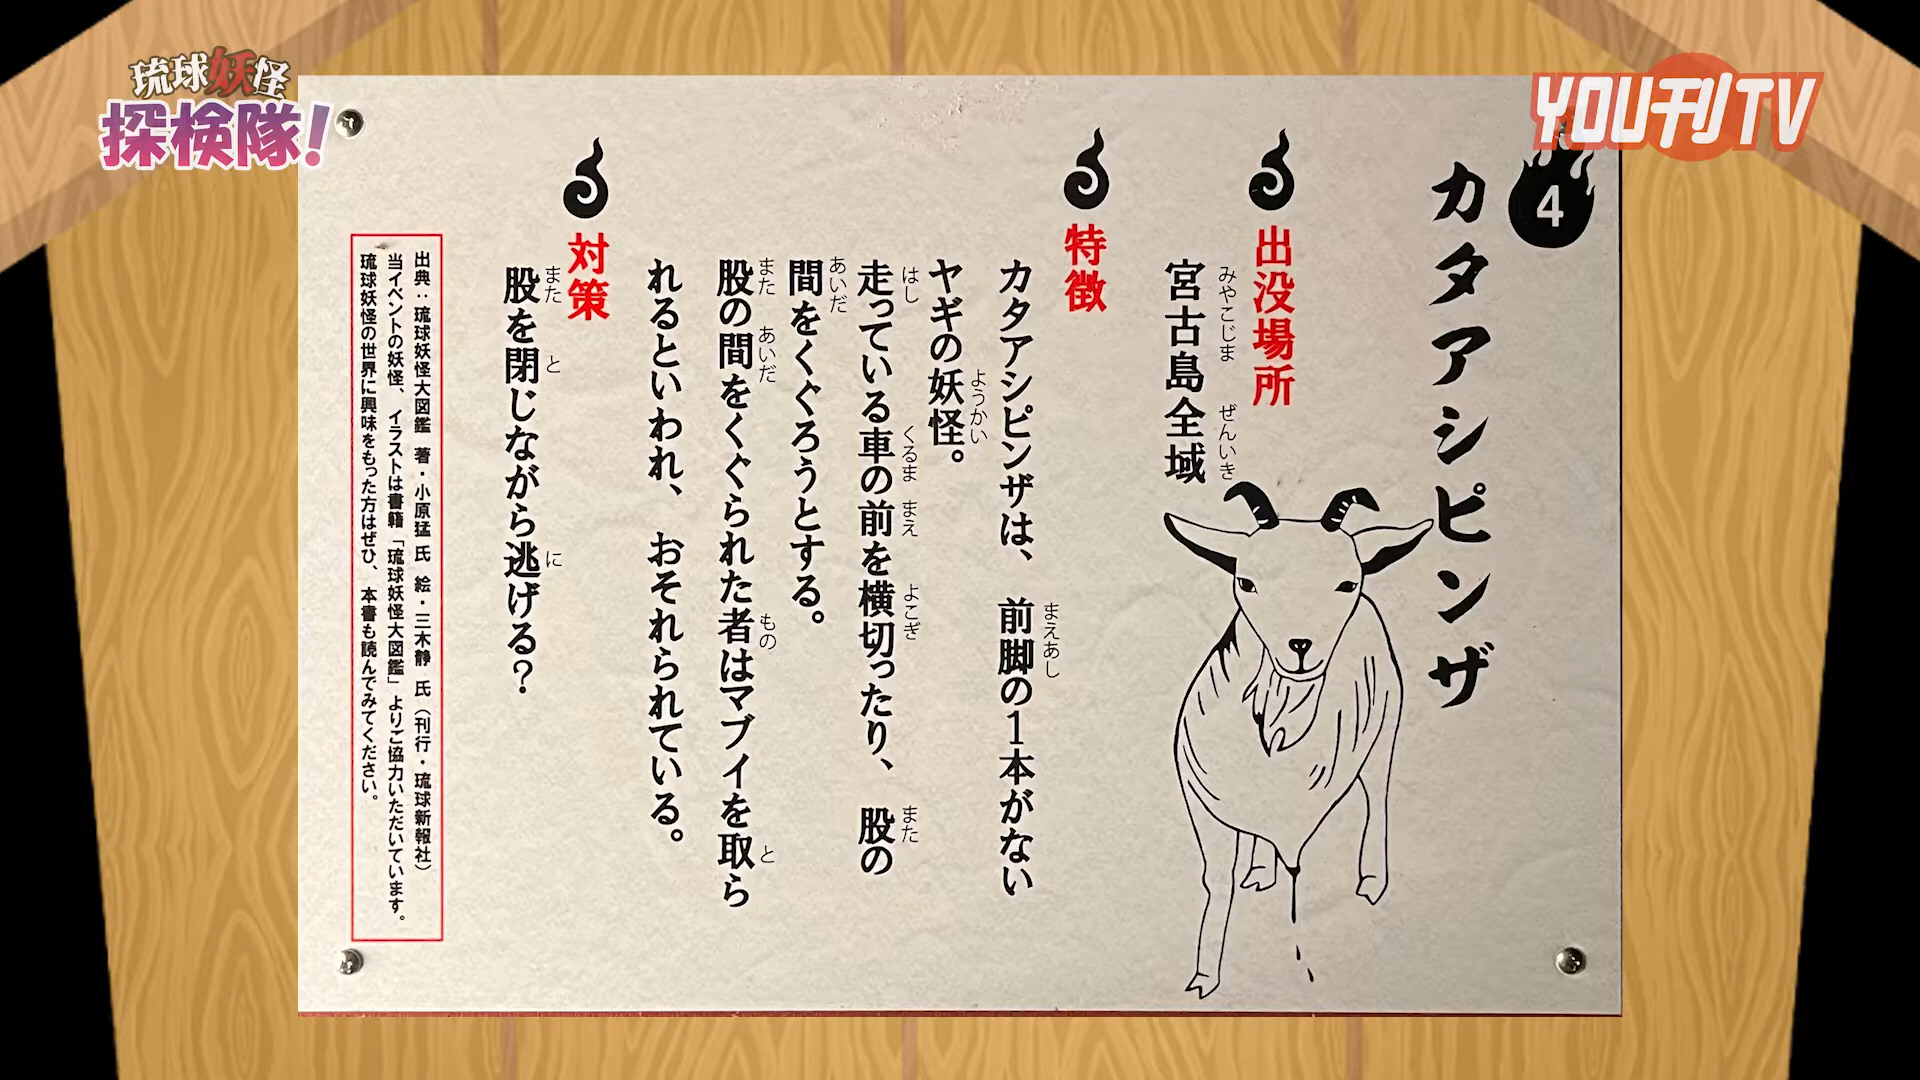 琉球妖怪
探検隊!
YOU刊TV
4
カタアシピンザ
出没場所
宮古島全域
みやこじま ぜんいき
特徴
カタアシピンザは、前脚の1本がない
まえあし
ヤギの妖怪。
ようかい
走っている車の前を横切ったり、股の
はし くるま まえ よこぎ また
間をくぐろうとする。
あいだ
股の間をくぐられた者はマブイを取ら
また あいだ もの と
れるといわれ、おそれられている。
対策
股を閉じながら逃げる?
また と に
出典:琉球妖怪大図鑑 著・小原猛 氏 絵・三木静 氏(刊行・琉球新報社)
当イベントの妖怪、イラストは書籍「琉球妖怪大図鑑」よりご協力いただいています。
琉球妖怪の世界に興味をもった方はぜひ、本書も読んでみてください。